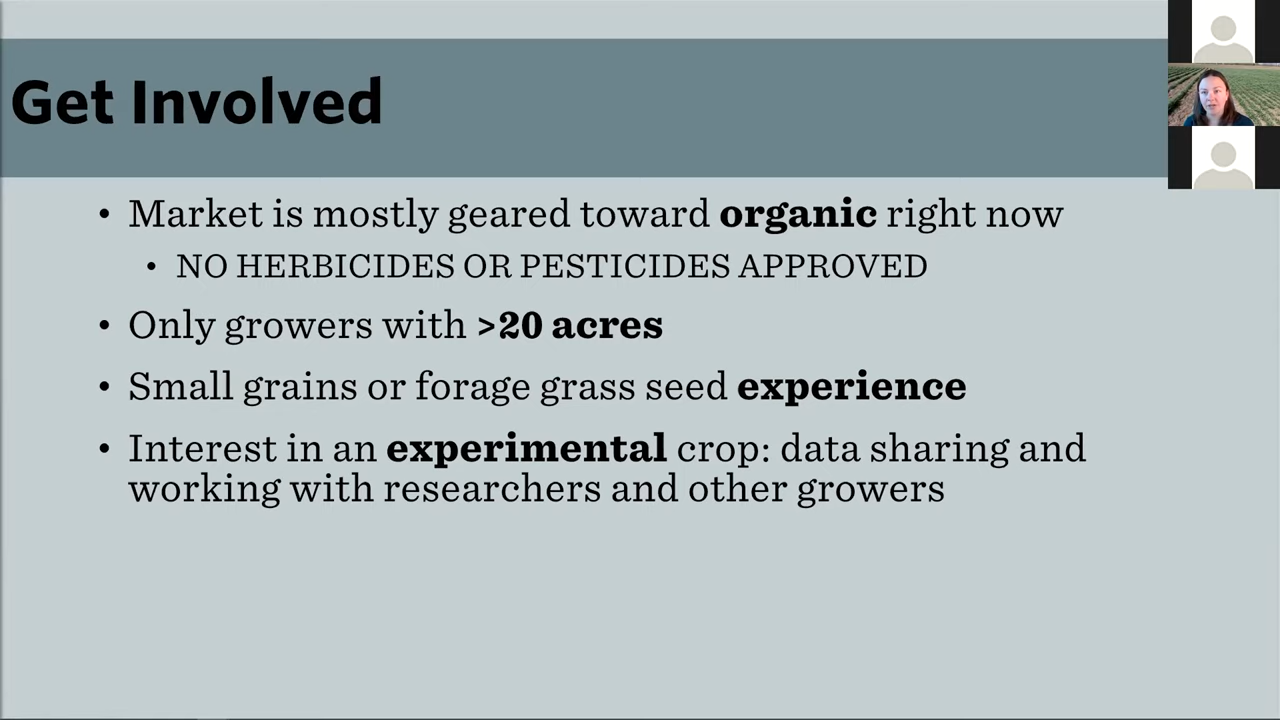 Get Involved
• Market is mostly geared toward organic right now
• NO HERBICIDES OR PESTICIDES APPROVED
• Only growers with >20 acres
• Small grains or forage grass seed experience
• Interest in an experimental crop: data sharing and
working with researchers and other growers